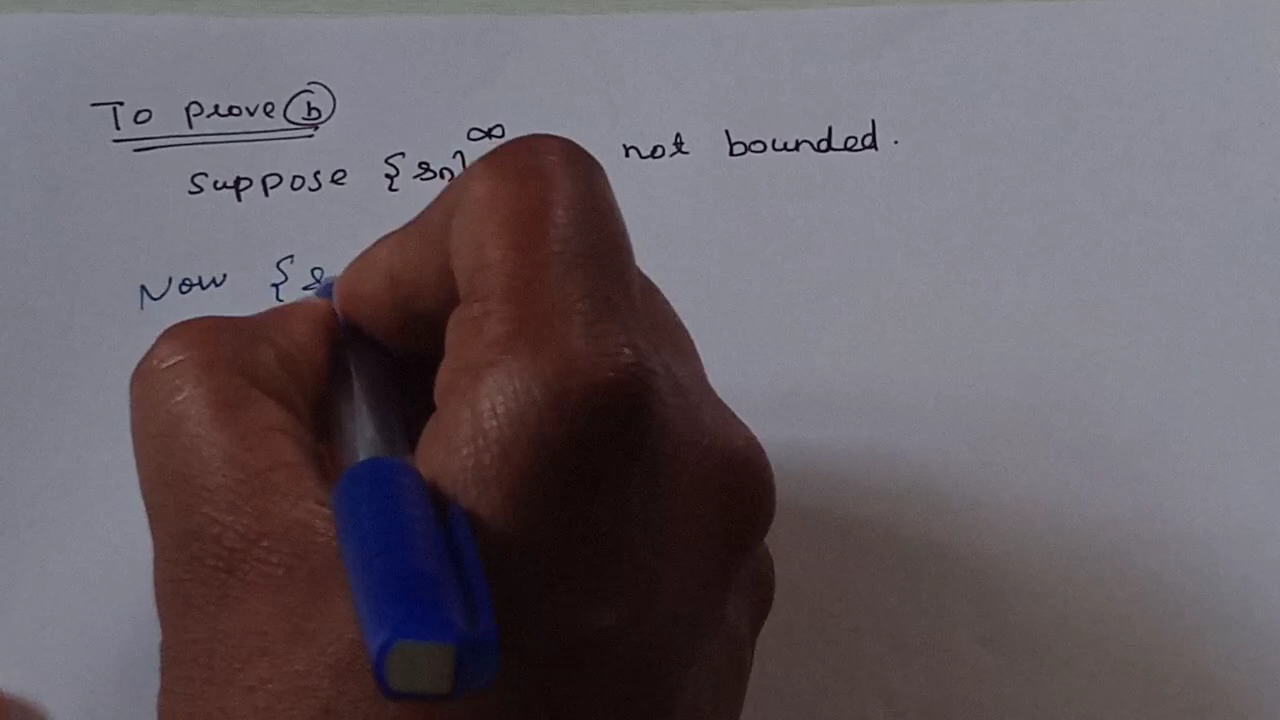 To prove (b)
Suppose {sn} ∞ not bounded.
Now {s